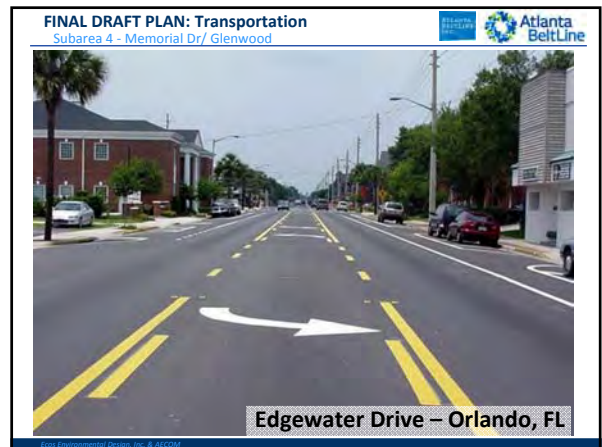 FINAL DRAFT PLAN: Transportation
Subarea 4 - Memorial Dr/ Glenwood
Atlanta
BeltLine
Edgewater Drive – Orlando, FL
Ecos Environmental Design, Inc. & AECOM